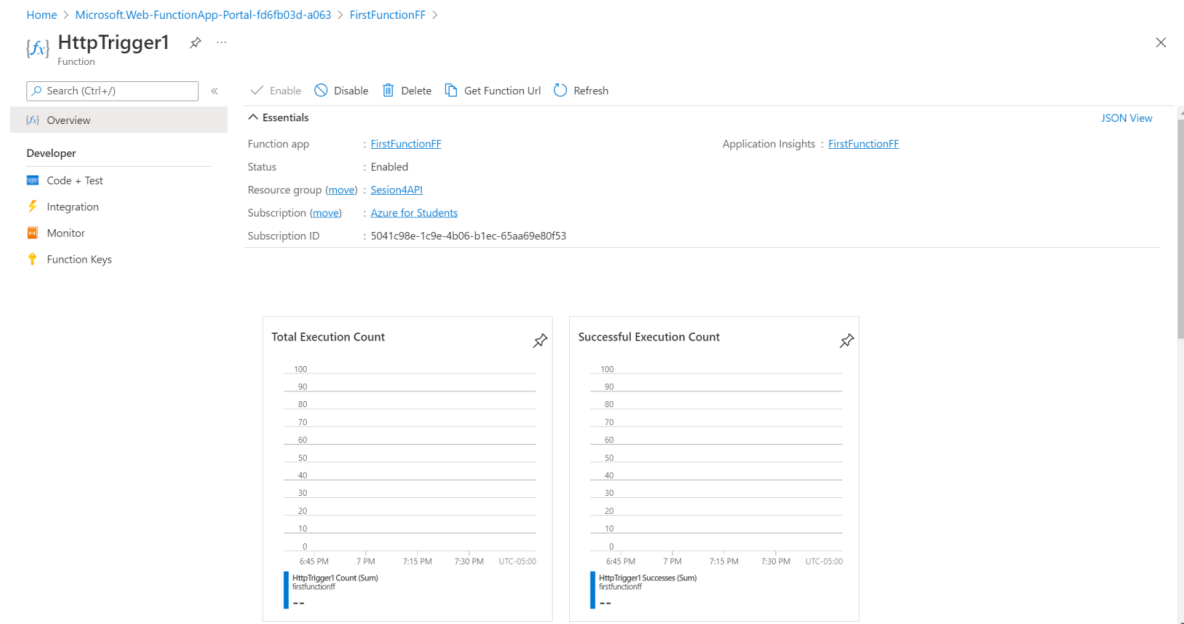 Home > Microsoft.Web-FunctionApp-Portal-fd6fb03d-a063 > FirstFunctionFF >
{fx} HttpTrigger1 ...
Function
Search (Ctrl+/) «
Enable Disable Delete Get Function Url Refresh
Overview
Essentials JSON View
Function app : FirstFunctionFF Application Insights : FirstFunctionFF
Developer
Status : Enabled
Code + Test
Resource group (move) : Sesion4API
Integration
Subscription (move) : Azure for Students
Monitor
Subscription ID : 5041c98e-1c9e-4b06-b1ec-65aa69e80f53
Function Keys
Total Execution Count
100
90
80
70
60
50
40
30
20
10
0
6:45 PM 7 PM 7:15 PM 7:30 PM UTC-05:00
HttpTrigger1 Count (Sum)
firstfunctionff
--
Successful Execution Count
100
90
80
70
60
50
40
30
20
10
0
6:45 PM 7 PM 7:15 PM 7:30 PM UTC-05:00
HttpTrigger1 Successes (Sum)
firstfunctionff
--